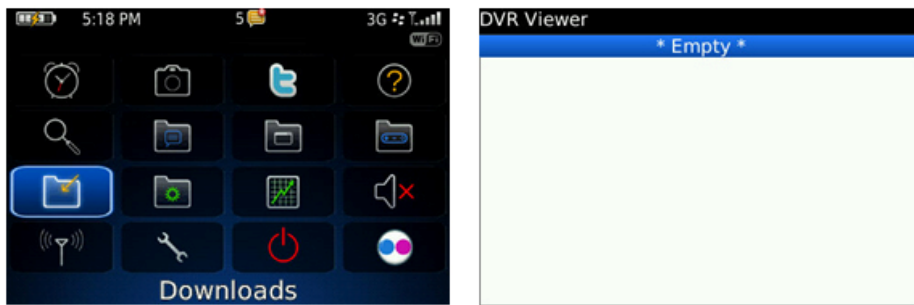 5:18 PM
5
3G
WiFi
Downloads
DVR Viewer
* Empty *